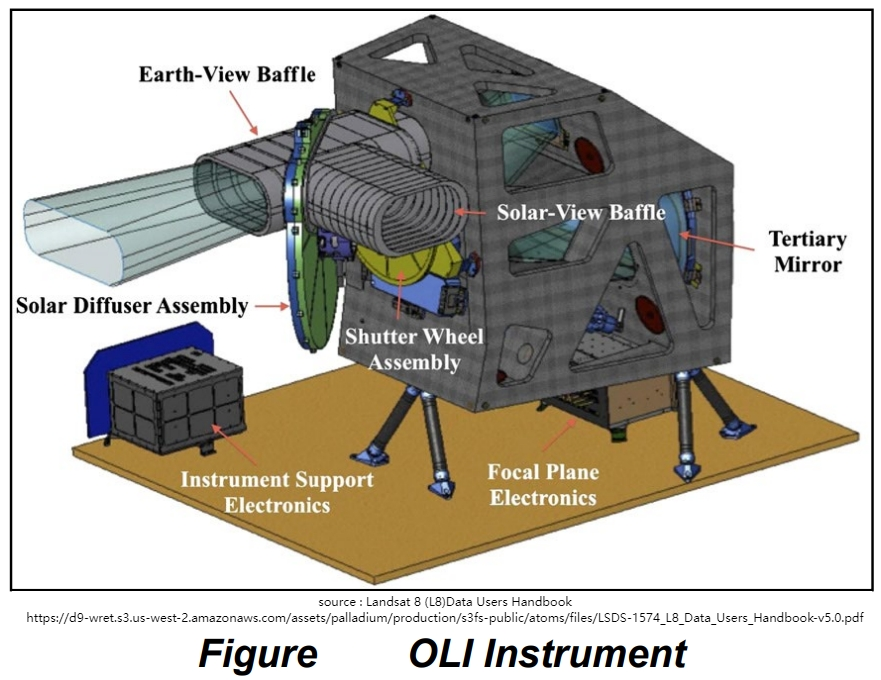 Earth-View Baffle
Solar-View Baffle
Tertiary
Mirror
Solar Diffuser Assembly
Shutter Wheel
Assembly
Instrument Support
Electronics
Focal Plane
Electronics
source : Landsat 8 (L8)Data Users Handbook
https://d9-wret.s3.us-west-2.amazonaws.com/assets/palladium/production/s3fs-public/atoms/files/LSDS-1574_L8_Data_Users_Handbook-v5.0.pdf
Figure OLI Instrument